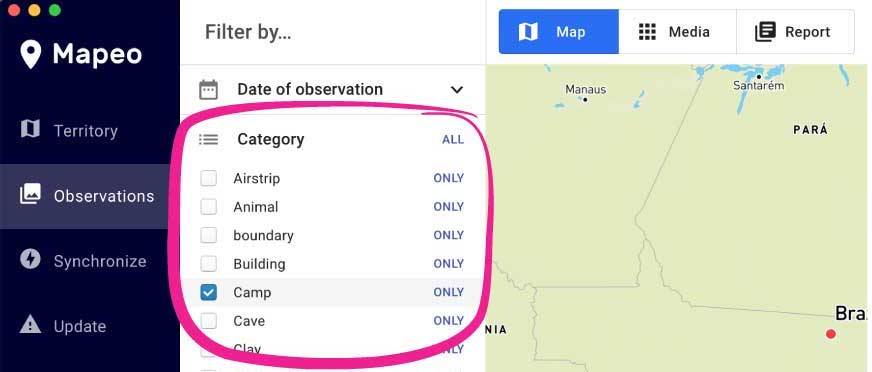 Mapeo
Territory
Observations
Synchronize
Update
Filter by...
Date of observation
Category ALL
Airstrip ONLY
Animal ONLY
boundary ONLY
Building ONLY
Camp ONLY
Cave ONLY
Clay ONLY
Map Media Report
Manaus
Santarém
PARÁ
NIA
Bra